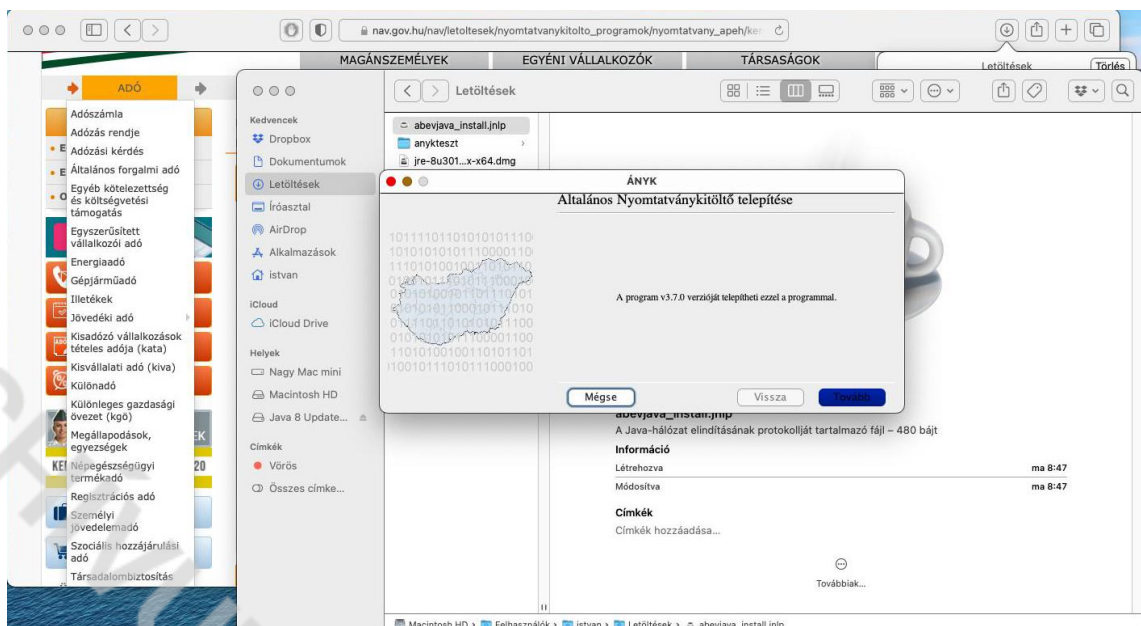 nav.gov.hu/nav/letoltesek/nyomtatvanykitolto_programok/nyomtatvany_apeh/ke
MAGÁNSZEMÉLYEK
EGYÉNI VÁLLALKOZÓK
TÁRSASÁGOK
Letöltések
Törlés
ADÓ
Adószámla
Adózás rendje
Adózási kérdés
Általános forgalmi adó
Egyéb kötelezettség
és költségvetési
támogatás
Egyszerűsített
vállalkozói adó
Energiaadó
Gépjárműadó
Illetékek
Jövedéki adó
Kisadózó vállalkozások
tételes adója (kata)
Kisvállalati adó (kiva)
Különadó
Különleges gazdasági
övezet (kgö)
Megállapodások,
egyezségek
Népegészségügyi
termékadó
Regisztrációs adó
Személyi
jövedelemadó
Szociális hozzájárulási
adó
Társadalombiztosítás
20
Letöltések
Kedvencek
Dropbox
Dokumentumok
Letöltések
Íróasztal
AirDrop
Alkalmazások
istvan
iCloud
iCloud Drive
Helyek
Nagy Mac mini
Macintosh HD
Java 8 Update...
Címkék
Vörös
Összes címke...
abevjava_install.jnlp
anykteszt
jre-8u301...x-x64.dmg
ÁNYK
Általános Nyomtatványkitöltő telepítése
A program v3.7.0 verzióját telepítheti ezzel a programmal.
Mégse
Vissza
Tovább
abevjava_install.jnlp
A Java-hálózat elindításának protokollját tartalmazó fájl – 480 bájt
Információ
Létrehozva ma 8:47
Módosítva ma 8:47
Címkék
Címkék hozzáadása...
Továbbiak...
Macintosh HD › Felhasználók › istvan › Letöltések › abevjava_install.jnlp